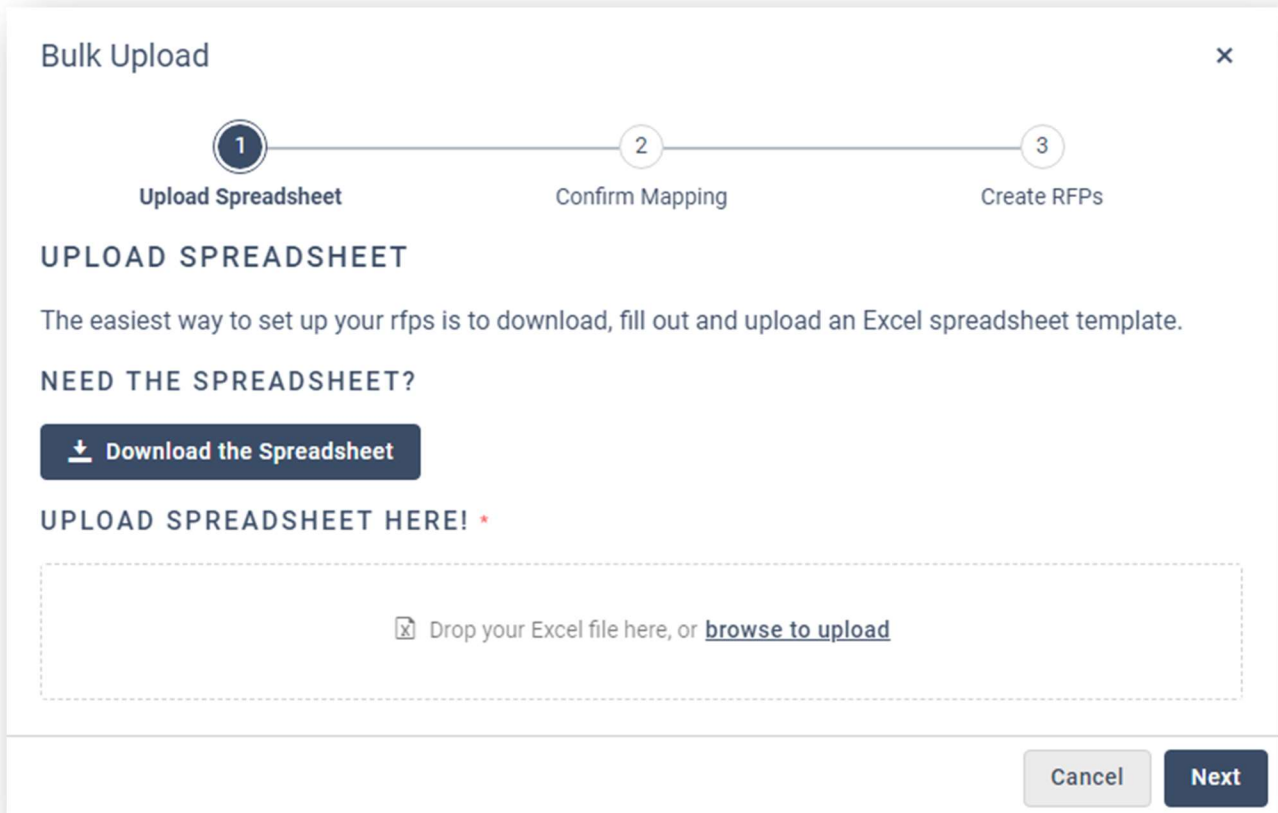 Bulk Upload ×
1 2 3
Upload Spreadsheet Confirm Mapping Create RFPs
UPLOAD SPREADSHEET
The easiest way to set up your rfps is to download, fill out and upload an Excel spreadsheet template.
NEED THE SPREADSHEET?
Download the Spreadsheet
UPLOAD SPREADSHEET HERE! *
Drop your Excel file here, or browse to upload
Cancel Next